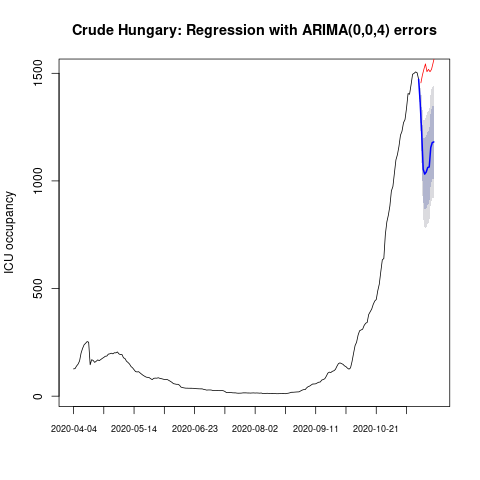 Crude Hungary: Regression with ARIMA(0,0,4) errors
ICU occupancy
1500
1000
500
0
2020-04-04 2020-05-14 2020-06-23 2020-08-02 2020-09-11 2020-10-21